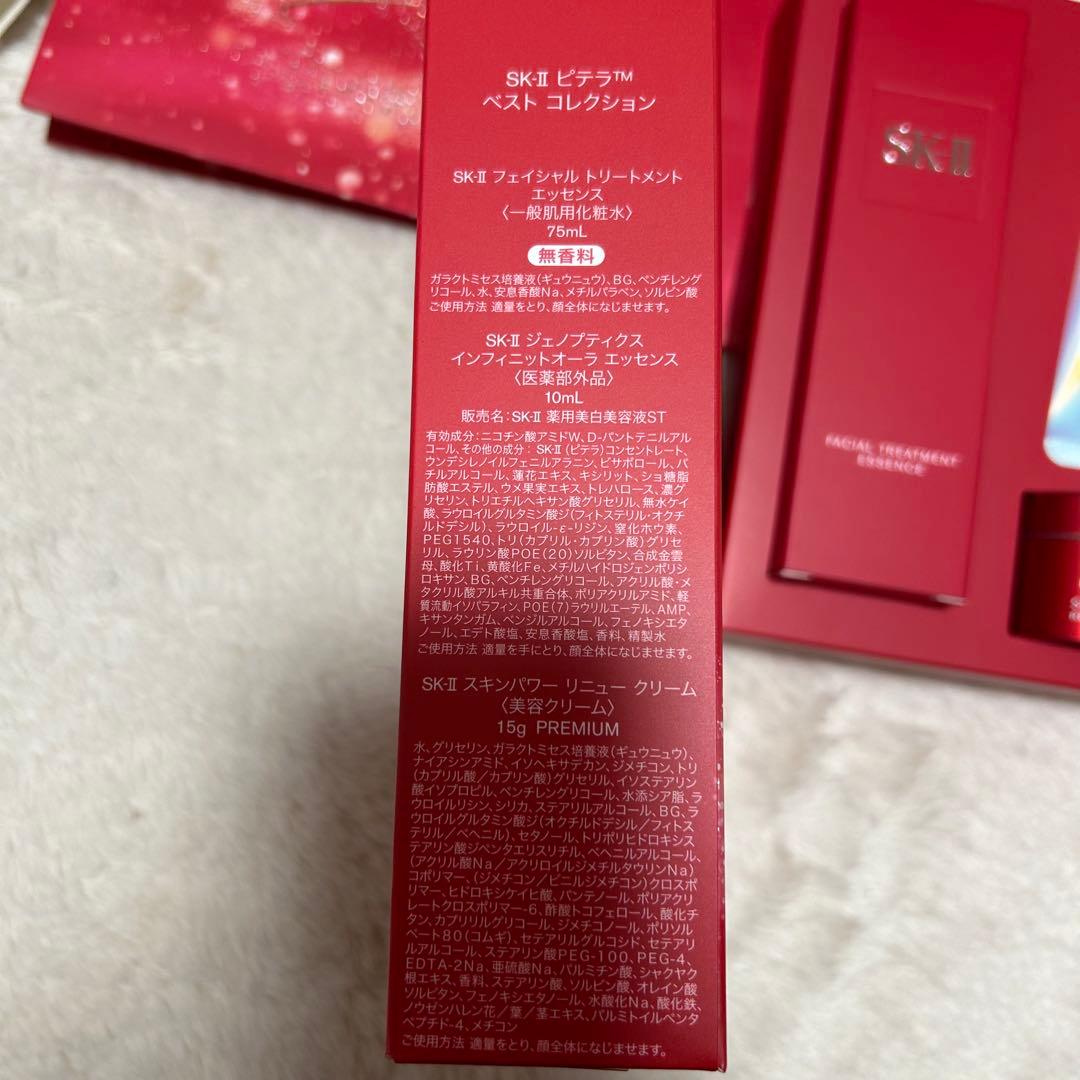 SK-II ピテラ™
ベスト コレクション
SK-II フェイシャル トリートメント
エッセンス
〈一般肌用化粧水〉
75mL
無香料
ガラクトミセス培養液(ギュウニュウ)、BG、ペンチレング
リコール、水、安息香酸Na、メチルパラベン、ソルビン酸
ご使用方法 適量をとり、顔全体になじませます。
SK-II ジェノプティクス
インフィニットオーラ エッセンス
〈医薬部外品〉
10mL
販売名：SK-II 薬用美白美容液ST
有効成分：ニコチン酸アミドW、D-パントテニルアル
コール、その他の成分：SK-II (ピテラ)コンセントレート、
ウンデシレノイルフェニルアラニン、ビサボロール、バ
チルアルコール、蓮花エキス、キシリット、ショ糖脂
肪酸エステル、ウメ果実エキス、トレハロース、濃グ
リセリン、トリエチルヘキサン酸グリセリル、無水ケイ
酸、ラウロイルグルタミン酸ジ(フィトステリル・オクチ
ルドデシル)、ラウロイル-ε-リジン、窒化ホウ素、
PEG1540、トリ(カプリル・カプリン酸)グリセ
リル、ラウリン酸POE(20)ソルビタン、合成金雲
母、酸化Ti、黄酸化Fe、メチルハイドロジェンポリシ
ロキサン、BG、ペンチレングリコール、アクリル酸・メ
タクリル酸アルキル共重合体、ポリアクリルアミド、軽
質流動イソパラフィン、POE(7)ラウリルエーテル、AMP、
キサンタンガム、ベンジルアルコール、フェノキシエタ
ノール、エデト酸塩、安息香酸塩、香料、精製水
ご使用方法 適量を手にとり、顔全体になじませます。
SK-II スキンパワー リニュー クリーム
〈美容クリーム〉
15g PREMIUM
水、グリセリン、ガラクトミセス培養液(ギュウニュウ)、
ナイアシンアミド、イソヘキサデカン、ジメチコン、トリ
(カプリル酸／カプリン酸)グリセリル、イソステアリン
酸イソプロピル、ペンチレングリコール、水添シア脂、ラ
ウロイルリシン、シリカ、ステアリルアルコール、BG、ラ
ウロイルグルタミン酸ジ(オクチルドデシル／フィトス
テリル／ベヘニル)、セタノール、トリポリヒドロキシス
テアリン酸ジペンタエリスリチル、ベヘニルアルコール、
(アクリル酸Na／アクリロイルジメチルタウリンNa)
コポリマー、(ジメチコン／ビニルジメチコン)クロスポ
リマー、ヒドロキシケイヒ酸、パンテノール、ポリアクリ
レートクロスポリマー-6、酢酸トコフェロール、酸化チ
タン、カプリリルグリコール、ジメチコノール、ポリソル
ベート80(コムギ)、セテアリルグルコシド、セテアリ
ルアルコール、ステアリン酸PEG-100、PEG-4、
EDTA-2Na、亜硫酸Na、パルミチン酸、シャクヤク
根エキス、香料、ステアリン酸、ソルビン酸、オレイン酸
ソルビタン、フェノキシエタノール、水酸化Na、酸化鉄、
ノウゼンハレン花／葉／茎エキス、パルミトイルペンタ
ペプチド-4、メチコン
ご使用方法 適量をとり、顔全体になじませます。
SK-II
FACIAL TREATMENT
ESSENCE